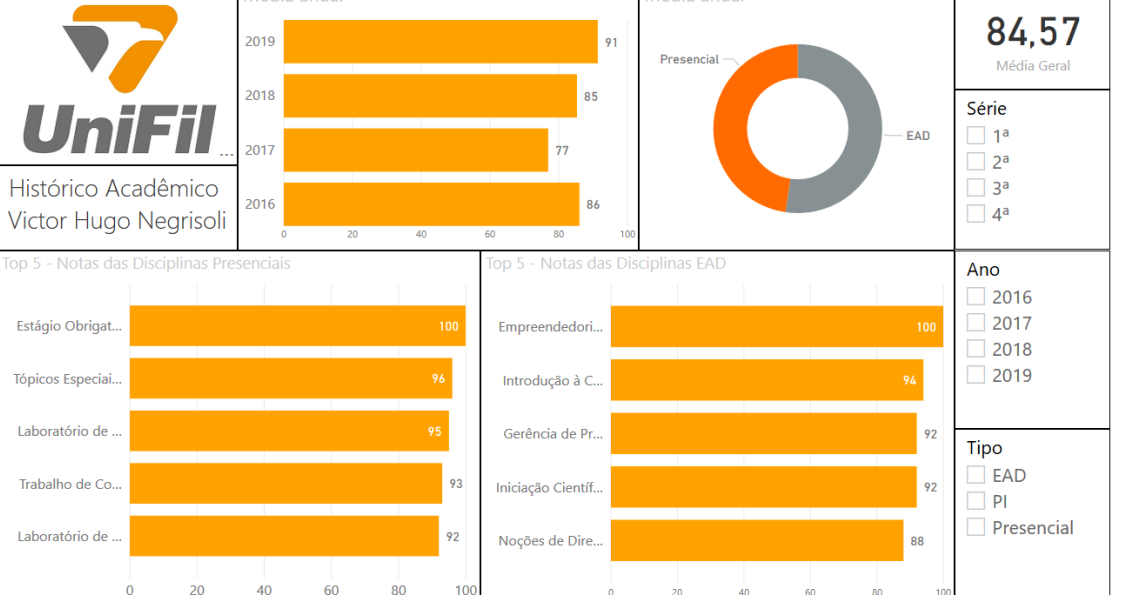 UniFil
...
Histórico Acadêmico
Victor Hugo Negrisoli
2019
91
2018
85
2017
77
2016
86
0 20 40 60 80 100
Presencial
EAD
84,57
Média Geral
Série
1ª
2ª
3ª
4ª
Top 5 - Notas das Disciplinas Presenciais
Estágio Obrigat...
100
Tópicos Especiai...
96
Laboratório de ...
95
Trabalho de Co...
93
Laboratório de ...
92
0 20 40 60 80 100
Top 5 - Notas das Disciplinas EAD
Empreendedori...
100
Introdução à C...
94
Gerência de Pr...
92
Iniciação Científ...
92
Noções de Dire...
88
0 20 40 60 80 100
Ano
2016
2017
2018
2019
Tipo
EAD
PI
Presencial